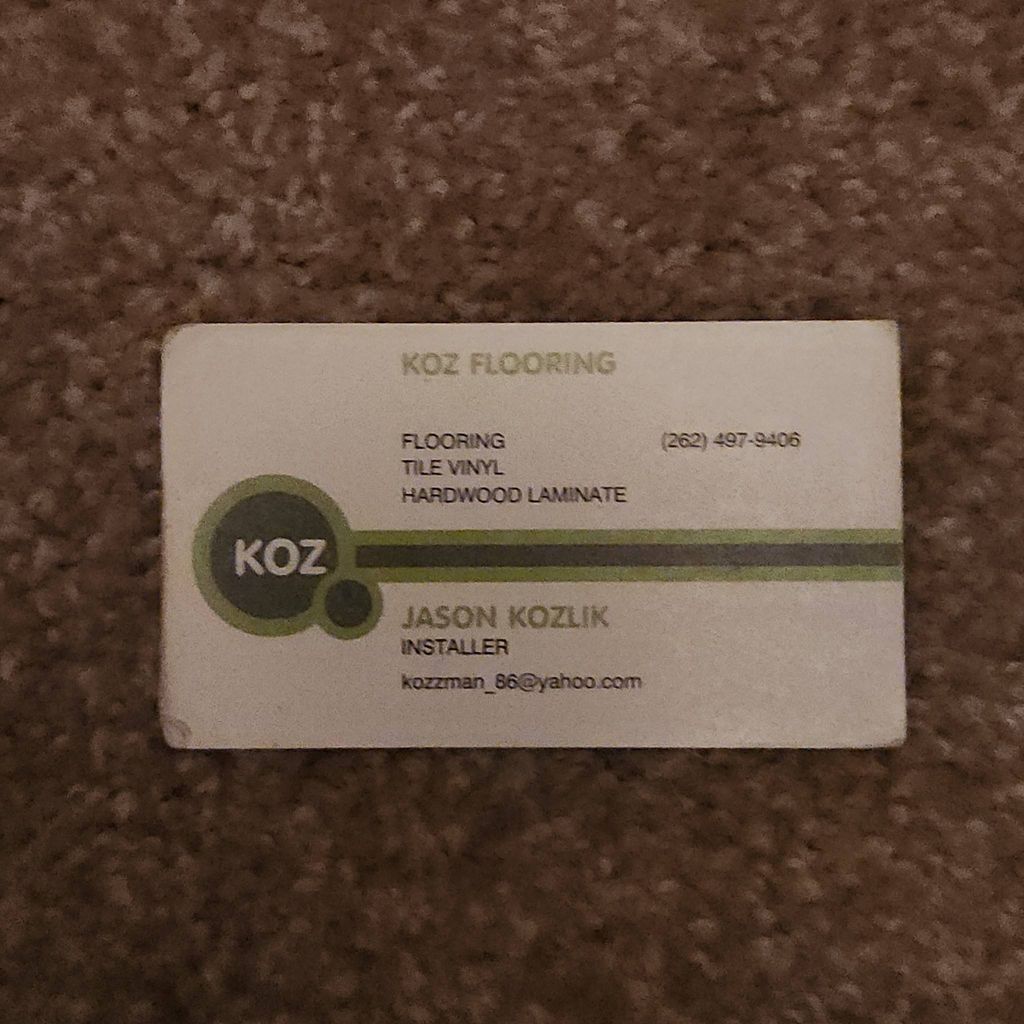 KOZ FLOORING
FLOORING
(262) 497-9406
TILE VINYL
HARDWOOD LAMINATE
KOZ
JASON KOZLIK
INSTALLER
kozzman_86@yahoo.com